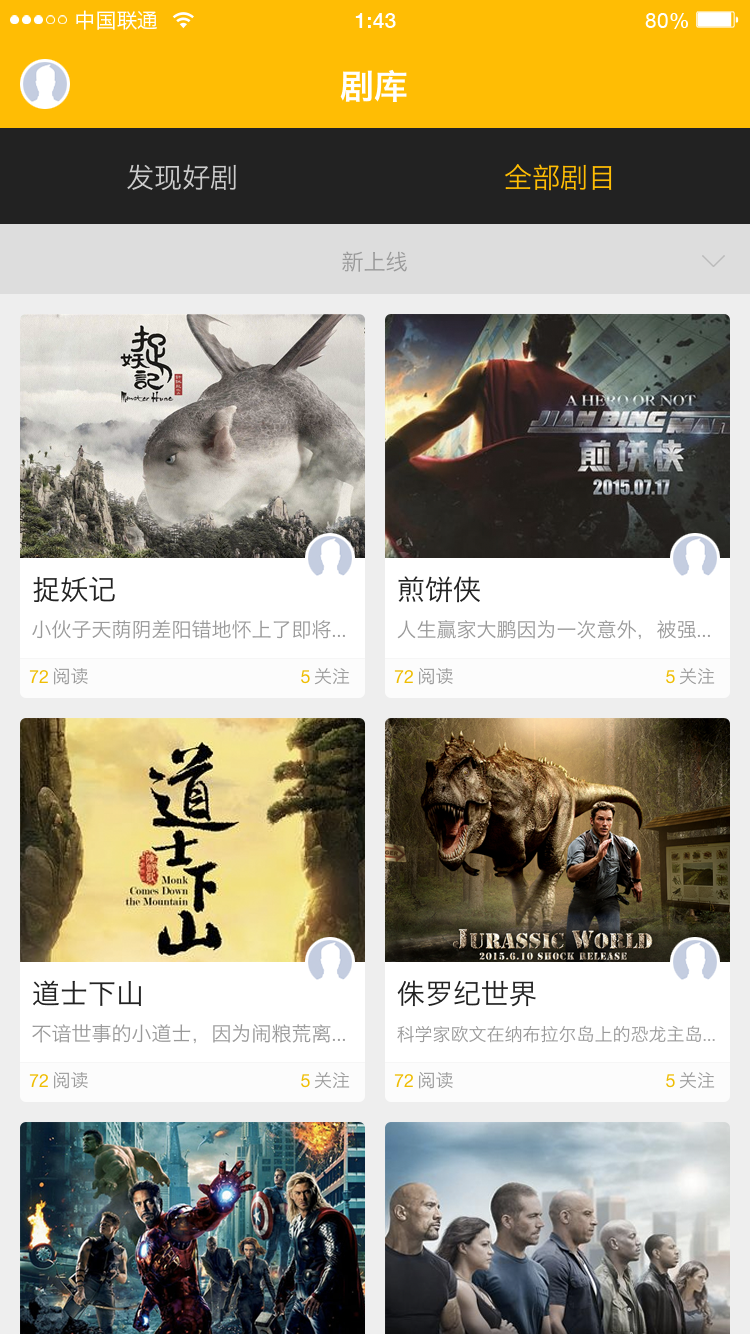 中国联通
1:43
80%
剧库
发现好剧
全部剧目
新上线
捉妖記
Monster Hunt
A HERO OR NOT
JIAN BING MAN
煎饼侠
2015.07.17
捉妖记
小伙子天荫阴差阳错地怀上了即将...
72 阅读
5 关注
煎饼侠
人生赢家大鹏因为一次意外，被强...
72 阅读
5 关注
道士下山
Monk
Comes Down
the Mountain
JURASSIC WORLD
2015.6.10 SHOCK RELEASE
道士下山
不谙世事的小道士，因为闹粮荒离...
72 阅读
5 关注
侏罗纪世界
科学家欧文在纳布拉尔岛上的恐龙主岛...
72 阅读
5 关注